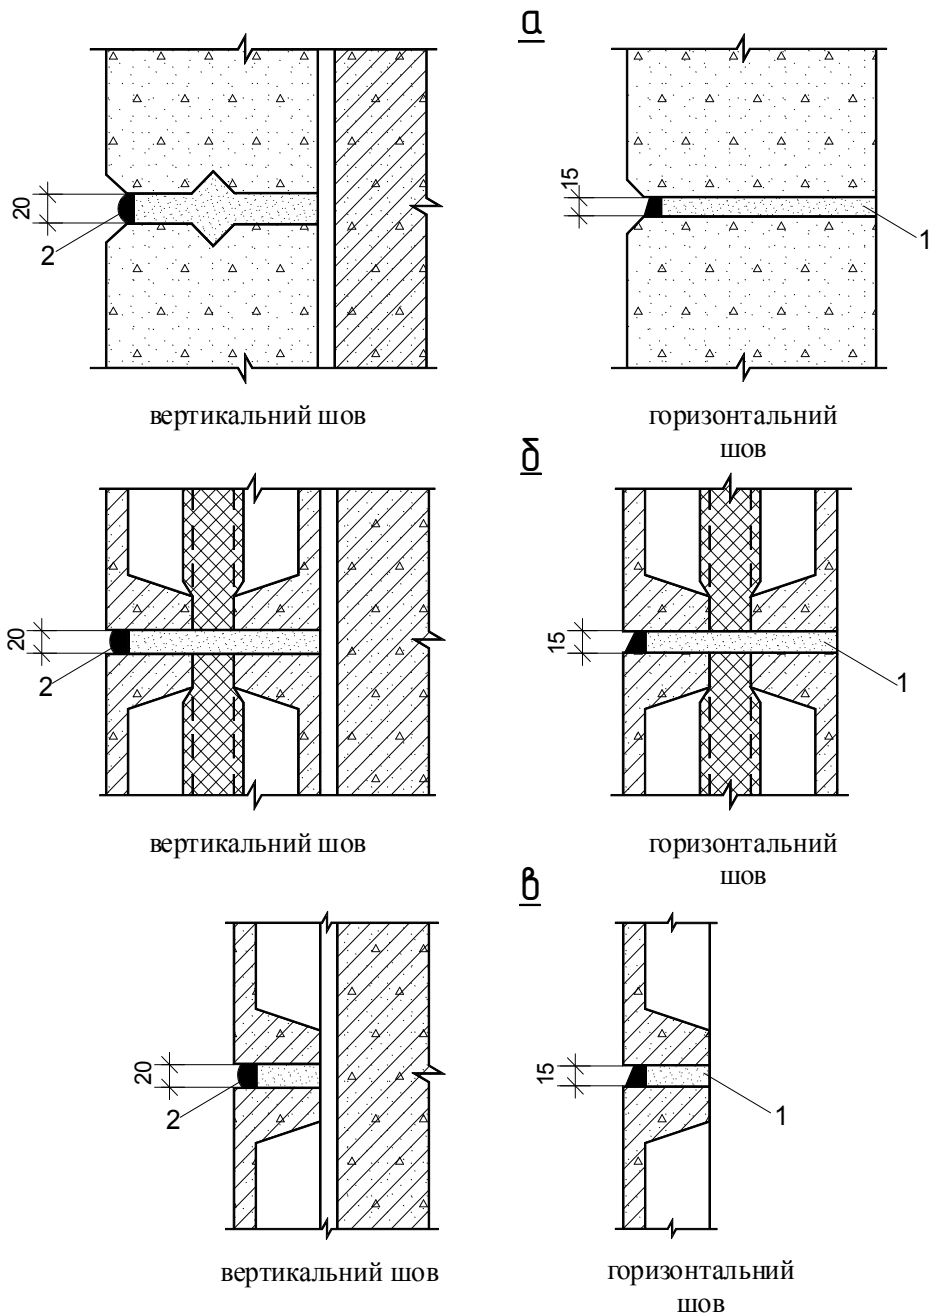 а
20
2
15
1
вертикальний шов
горизонтальний
шов
б
20
2
15
1
вертикальний шов
горизонтальний
шов
в
20
2
15
1
вертикальний шов
горизонтальний
шов